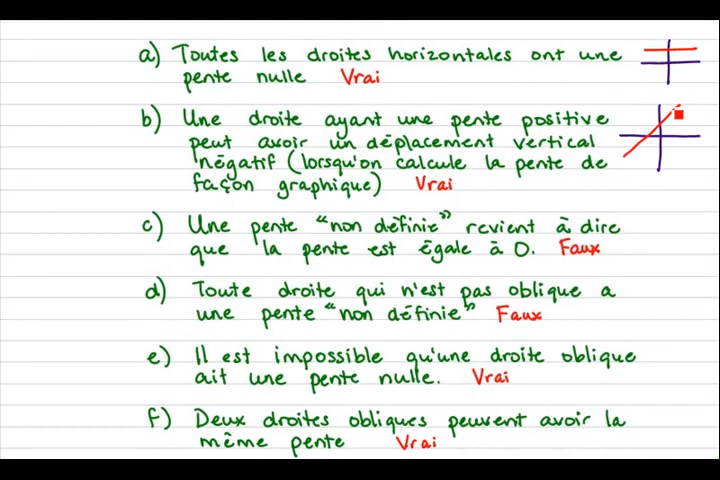 a) Toutes les droites horizontales ont une
pente nulle Vrai
b) Une droite ayant une pente positive
peut avoir un déplacement vertical
négatif (lorsqu'on calcule la pente de
façon graphique) Vrai
c) Une pente "non définie" revient à dire
que la pente est égale à 0. Faux
d) Toute droite qui n'est pas oblique a
une pente "non définie" Faux
e) Il est impossible qu'une droite oblique
ait une pente nulle. Vrai
f) Deux droites obliques peuvent avoir la
même pente Vrai